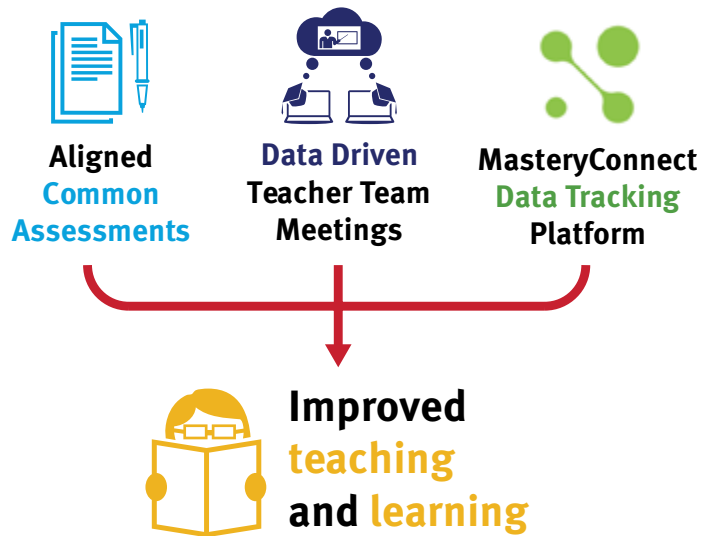 Aligned
Common
Assessments
Data Driven
Teacher Team
Meetings
MasteryConnect
Data Tracking
Platform
Improved
teaching
and learning